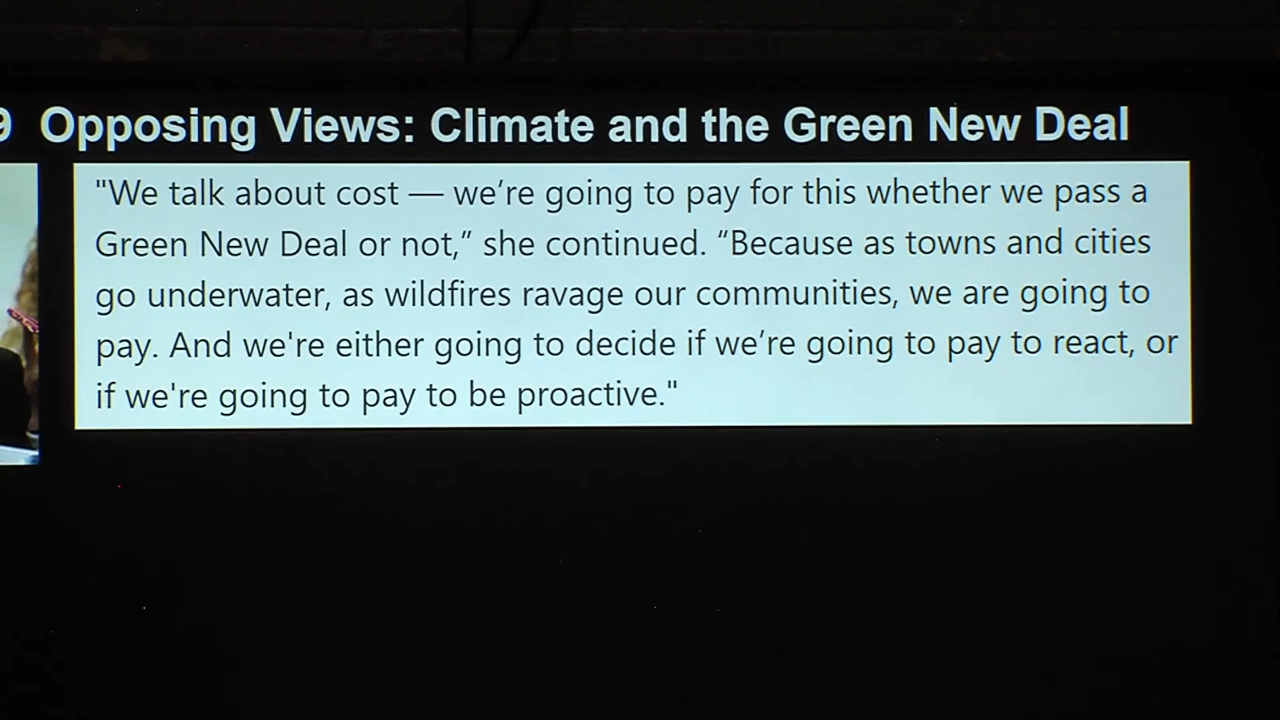 9 Opposing Views: Climate and the Green New Deal
"We talk about cost — we’re going to pay for this whether we pass a
Green New Deal or not,” she continued. “Because as towns and cities
go underwater, as wildfires ravage our communities, we are going to
pay. And we're either going to decide if we’re going to pay to react, or
if we're going to pay to be proactive."